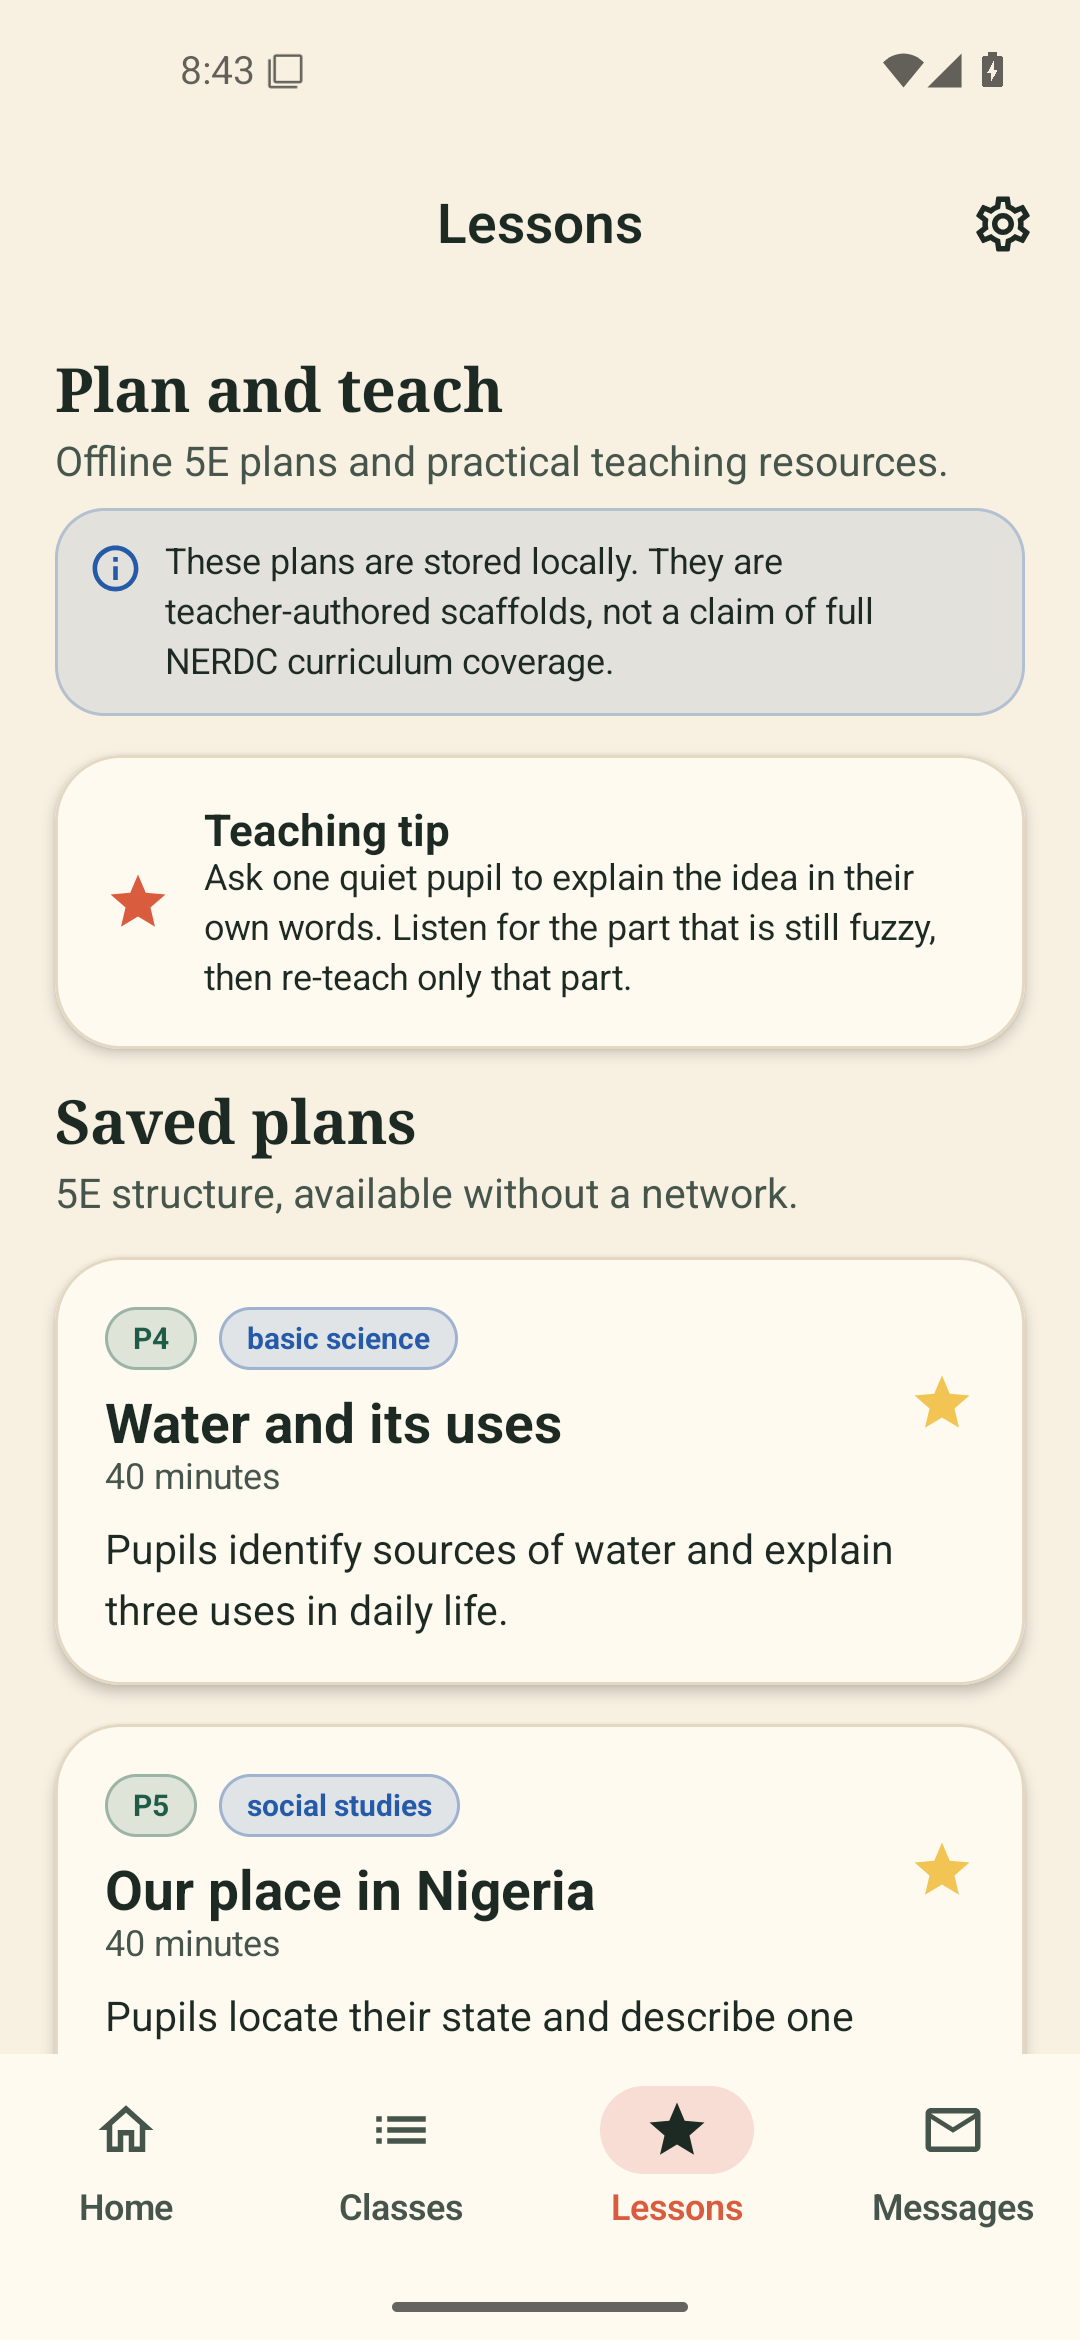 8:43
Lessons
Plan and teach
Offline 5E plans and practical teaching resources.
These plans are stored locally. They are
teacher-authored scaffolds, not a claim of full
NERDC curriculum coverage.
Teaching tip
Ask one quiet pupil to explain the idea in their
own words. Listen for the part that is still fuzzy,
then re-teach only that part.
Saved plans
5E structure, available without a network.
P4 basic science
Water and its uses
40 minutes
Pupils identify sources of water and explain
three uses in daily life.
P5 social studies
Our place in Nigeria
40 minutes
Pupils locate their state and describe one
Home Classes Lessons Messages